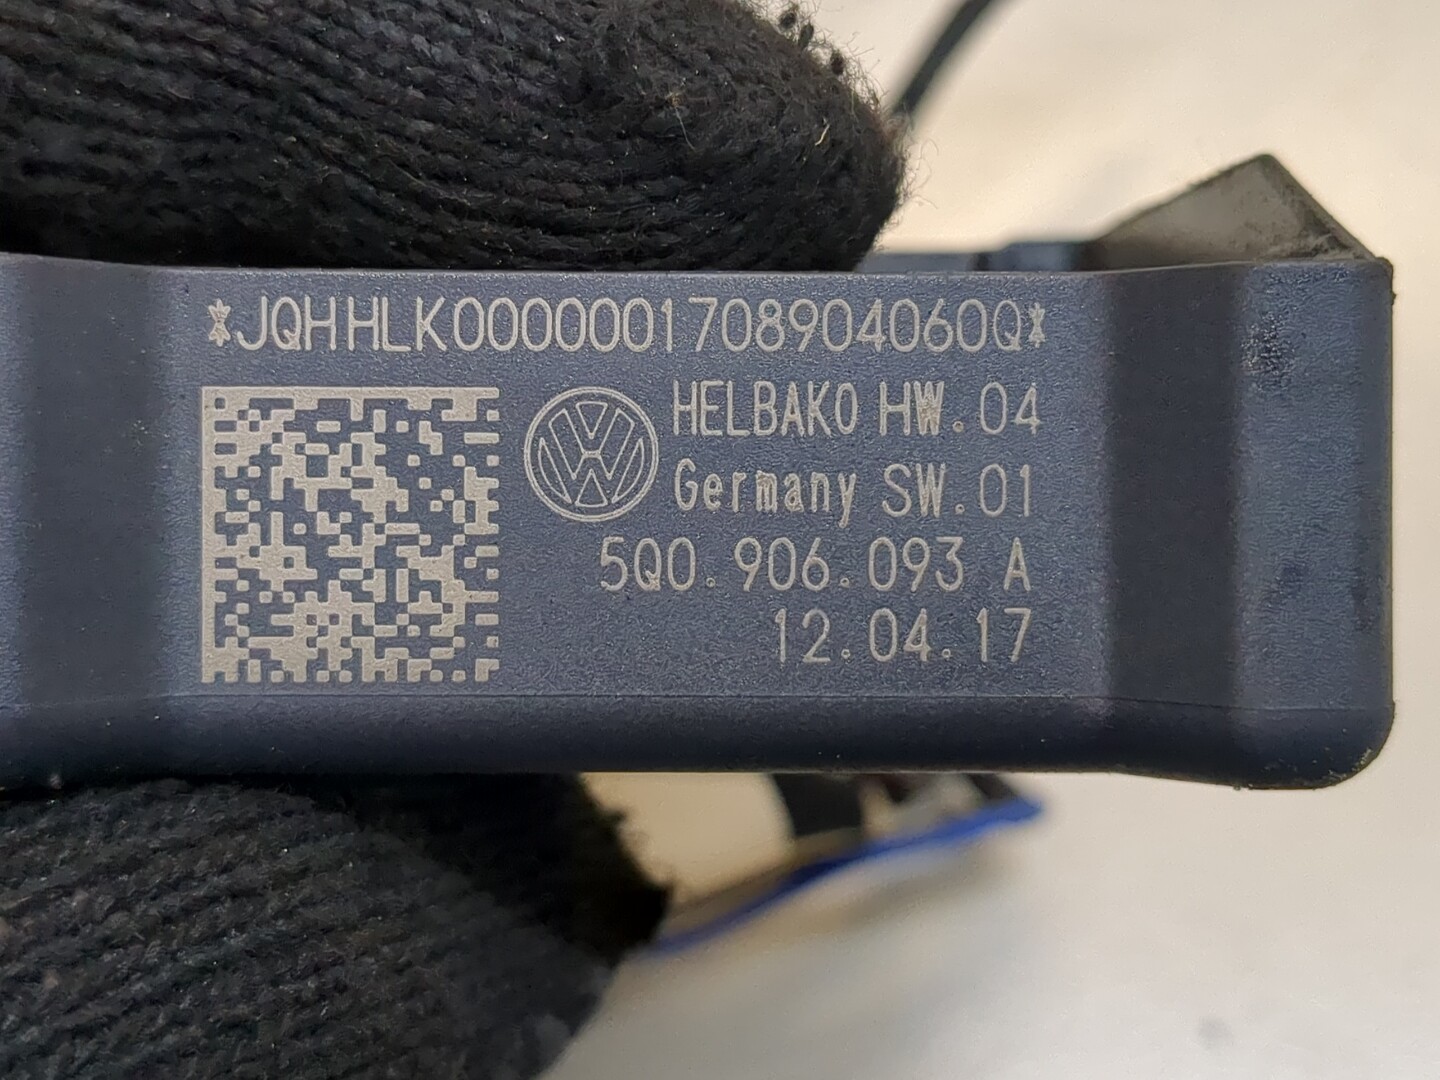 *JQHHLK0000001708904060Q*
HELBAKO HW.04
Germany SW.01
5Q0.906.093 A
12.04.17